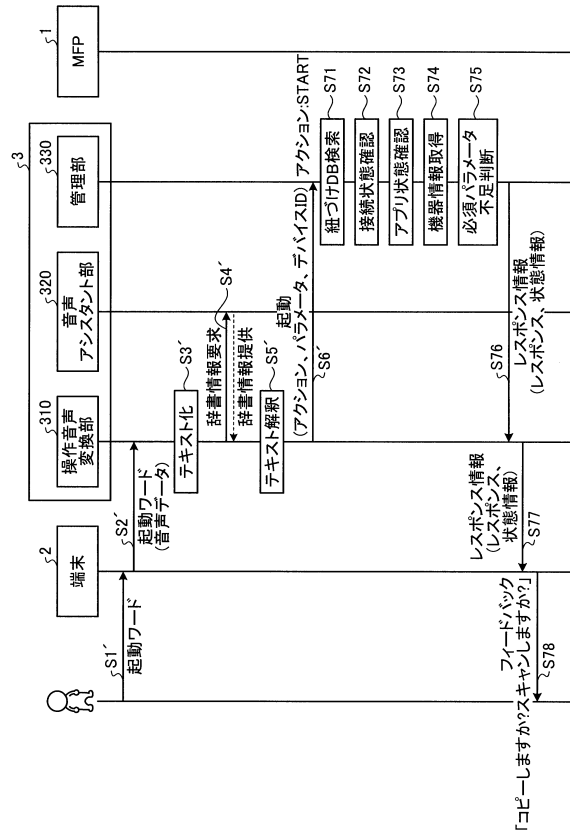 3
2
端末
310
操作音声
変換部
320
音声
アシスタント部
330
管理部
1
MFP
S1´
起動ワード
S2´
起動ワード
(音声データ)
テキスト化
S3´
辞書情報要求
S4´
辞書情報提供
テキスト解釈
S5´
起動
(アクション、パラメータ、デバイスID)
S6´
アクション:START
紐づけDB検索
S71
接続状態確認
S72
アプリ状態確認
S73
機器情報取得
S74
必須パラメータ
不足判断
S75
S76
レスポンス情報
(レスポンス、状態情報)
レスポンス情報
(レスポンス、
状態情報)
S77
フィードバック
「コピーしますか?スキャンしますか?」
S78